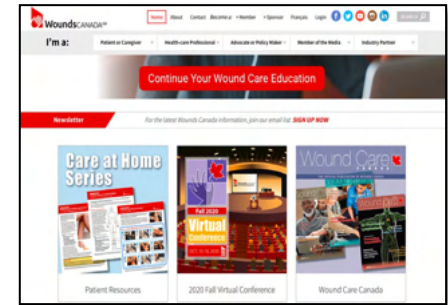 WoundsCANADA
Home About Contact Become a: +Member +Sponsor Français Login SEARCH
I'm a: Patient or Caregiver Health-care Professional Advocate or Policy Maker Member of the Media Industry Partner
Continue Your Wound Care Education
Newsletter For the latest Wounds Canada information, join our email list. SIGN UP NOW
Care at Home
Series
Fall 2020
Virtual
Conference
Wound Care
Patient Resources
2020 Fall Virtual Conference
Wound Care Canada